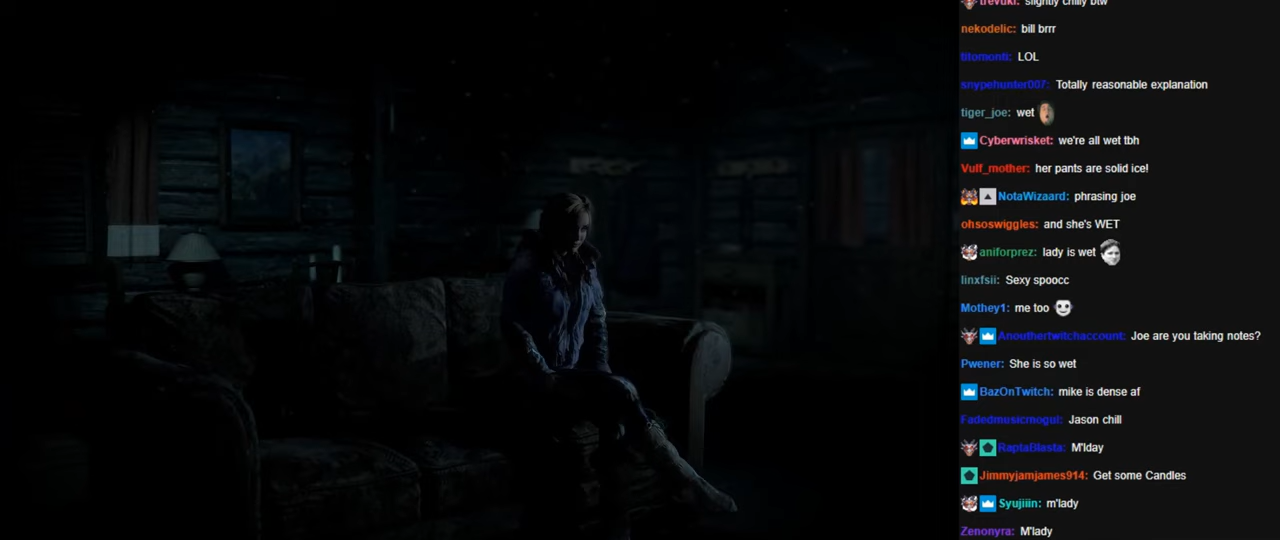 trevuki: slightly chilly btw
nekodelic: bill brrr
titomonti: LOL
snypehunter007: Totally reasonable explanation
tiger_joe: wet
Cyberwrisket: we're all wet tbh
Vulf_mother: her pants are solid ice!
NotaWizaard: phrasing joe
ohsoswiggles: and she's WET
aniforprez: lady is wet
linxfsii: Sexy spoocc
Mothey1: me too
Anouthertwitchaccount: Joe are you taking notes?
Pwener: She is so wet
BazOnTwitch: mike is dense af
Fadedmusicmogul: Jason chill
RaptaBlasta: M'lday
Jimmyjamjames914: Get some Candles
Syujiiin: m'lady
Zenonyra: M'lady